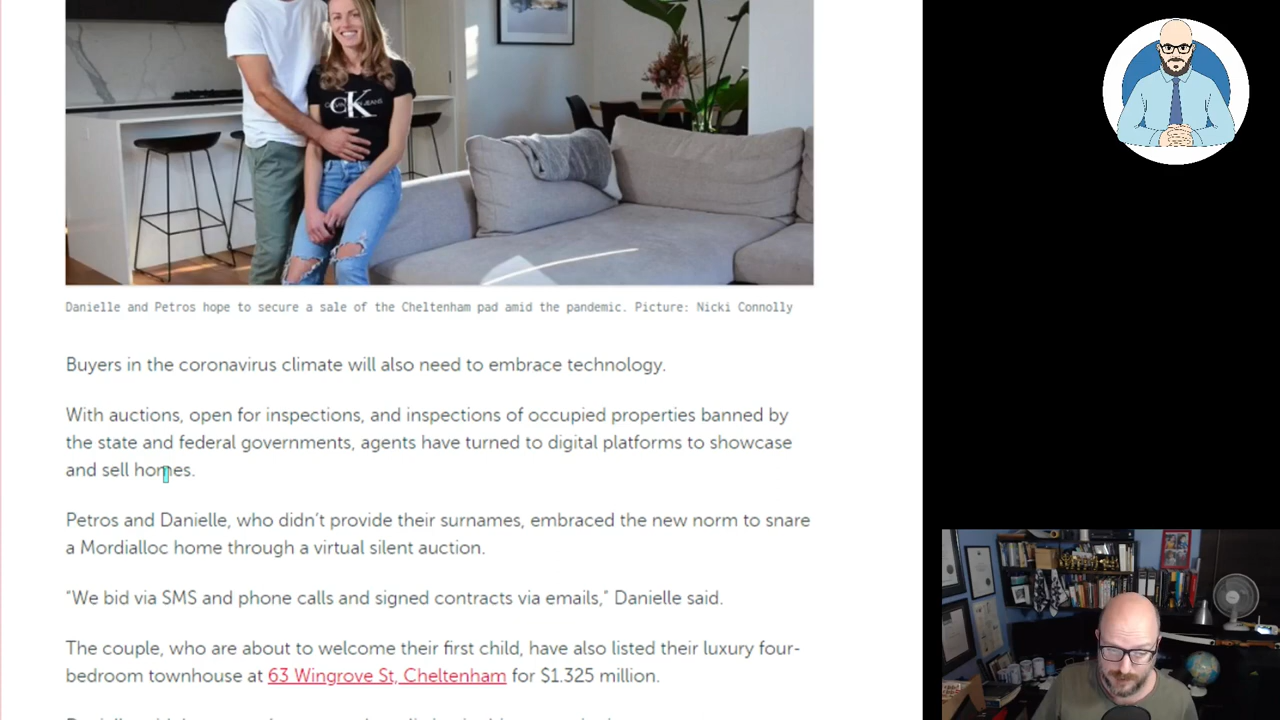 CK
Danielle and Petros hope to secure a sale of the Cheltenham pad amid the pandemic. Picture: Nicki Connolly
Buyers in the coronavirus climate will also need to embrace technology.
With auctions, open for inspections, and inspections of occupied properties banned by
the state and federal governments, agents have turned to digital platforms to showcase
and sell homes.
Petros and Danielle, who didn’t provide their surnames, embraced the new norm to snare
a Mordialloc home through a virtual silent auction.
“We bid via SMS and phone calls and signed contracts via emails,” Danielle said.
The couple, who are about to welcome their first child, have also listed their luxury four-
bedroom townhouse at 63 Wingrove St, Cheltenham for $1.325 million.